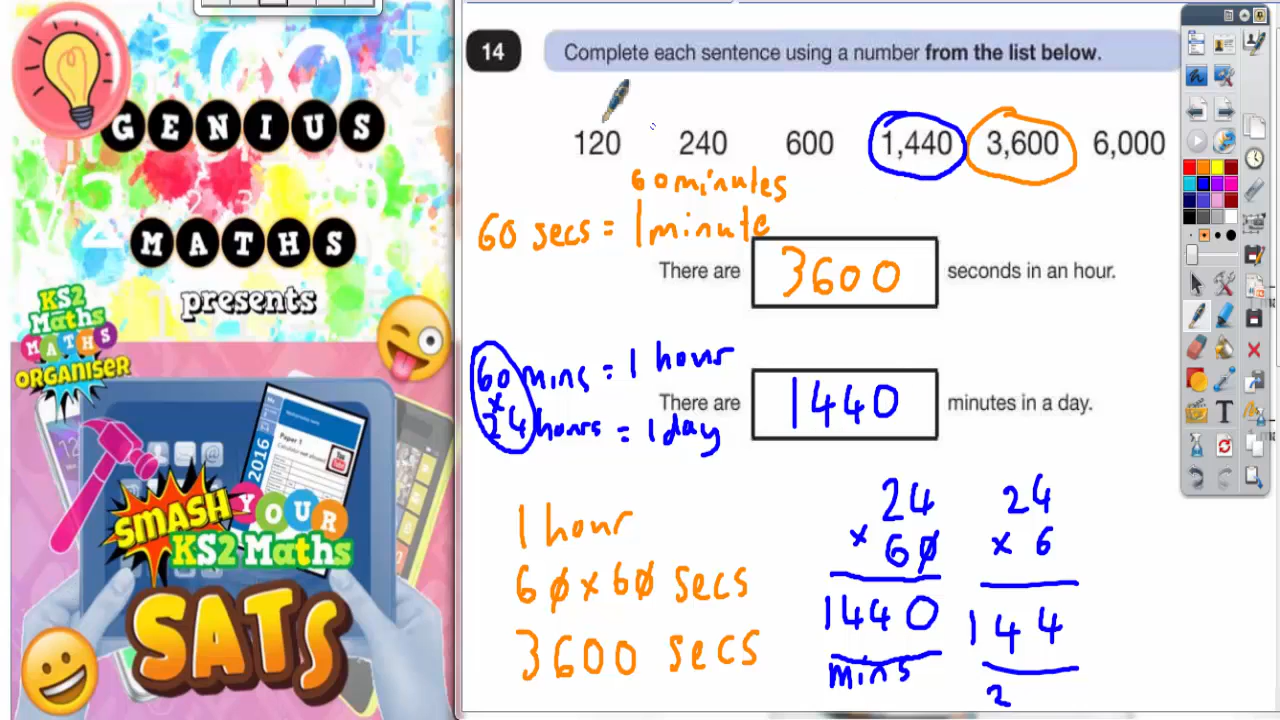 GENIUS
MATHS
presents
KS2
Maths
MATHS
ORGANISER
2016
Paper 1
You
Tube
SMASH YOUR
KS2 Maths
SATS
14
Complete each sentence using a number from the list below.
120 240 600 1,440 3,600 6,000
60 minutes
60 secs = 1 minute
There are 3600 seconds in an hour.
60 mins = 1 hour
x
24 hours = 1 day
There are 1440 minutes in a day.
1 hour
60 x 60 secs
3600 secs
24
x 60
1440
mins
24
x 6
144
2